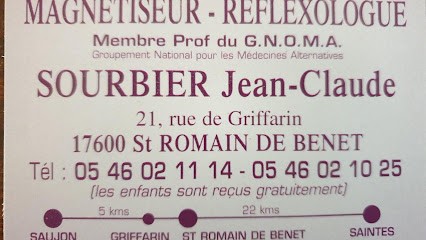 MAGNETISEUR - REFLEXOLOGUE
Membre Prof du G.N.O.M.A.
Groupement National pour les Médecines Alternatives
SOURBIER Jean-Claude
21, rue de Griffarin
17600 St ROMAIN DE BENET
Tél : 05 46 02 11 14 - 05 46 02 10 25
(les enfants sont reçus gratuitement)
5 kms 22 kms
SAUJON GRIFFARIN ST ROMAIN DE BENET SAINTES